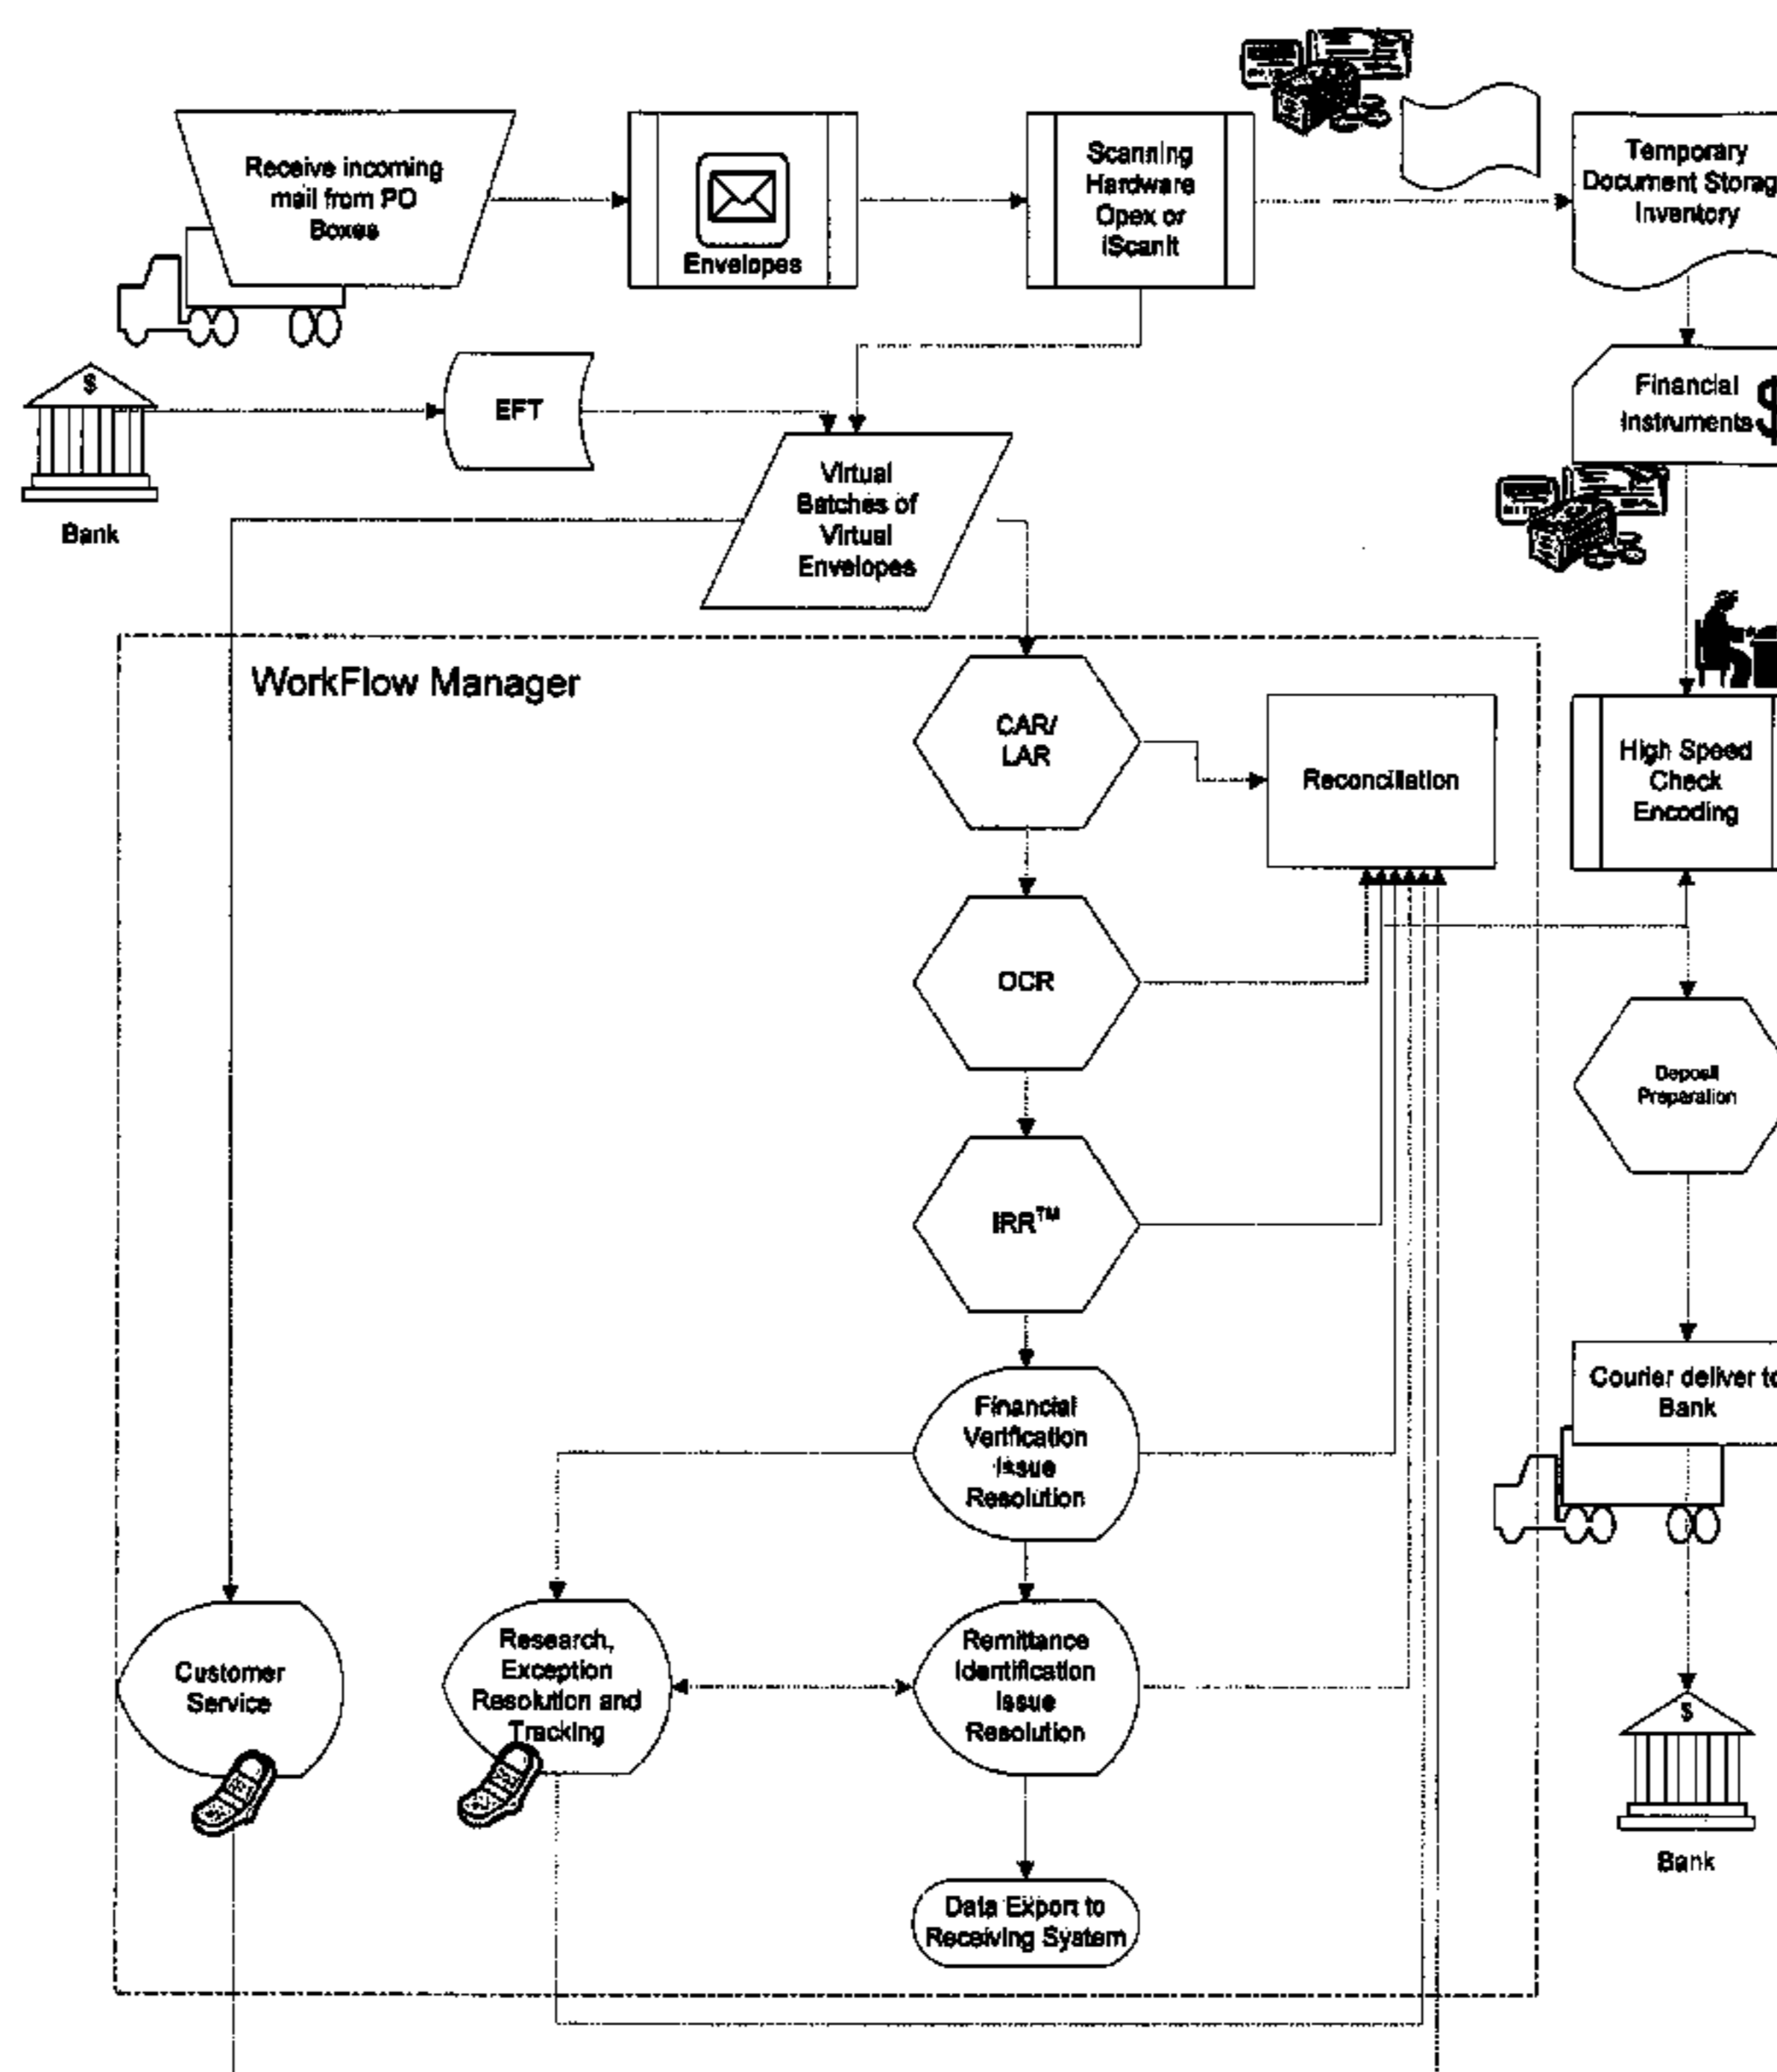 Receive incoming
mail from PO
Boxes
Envelopes
Scanning
Hardware
Opex or
iScanIt
Temporary
Document Storag
Inventory
$
Bank
EFT
Financial
Instruments
$
Virtual
Batches of
Virtual
Envelopes
WorkFlow Manager
CAR/
LAR
Reconciliation
High Speed
Check
Encoding
OCR
Deposit
Preparation
IRR™
Courier deliver to
Bank
Financial
Verification
Issue
Resolution
Customer
Service
Research,
Exception
Resolution and
Tracking
Remittance
Identification
Issue
Resolution
$
Bank
Data Export to
Receiving System